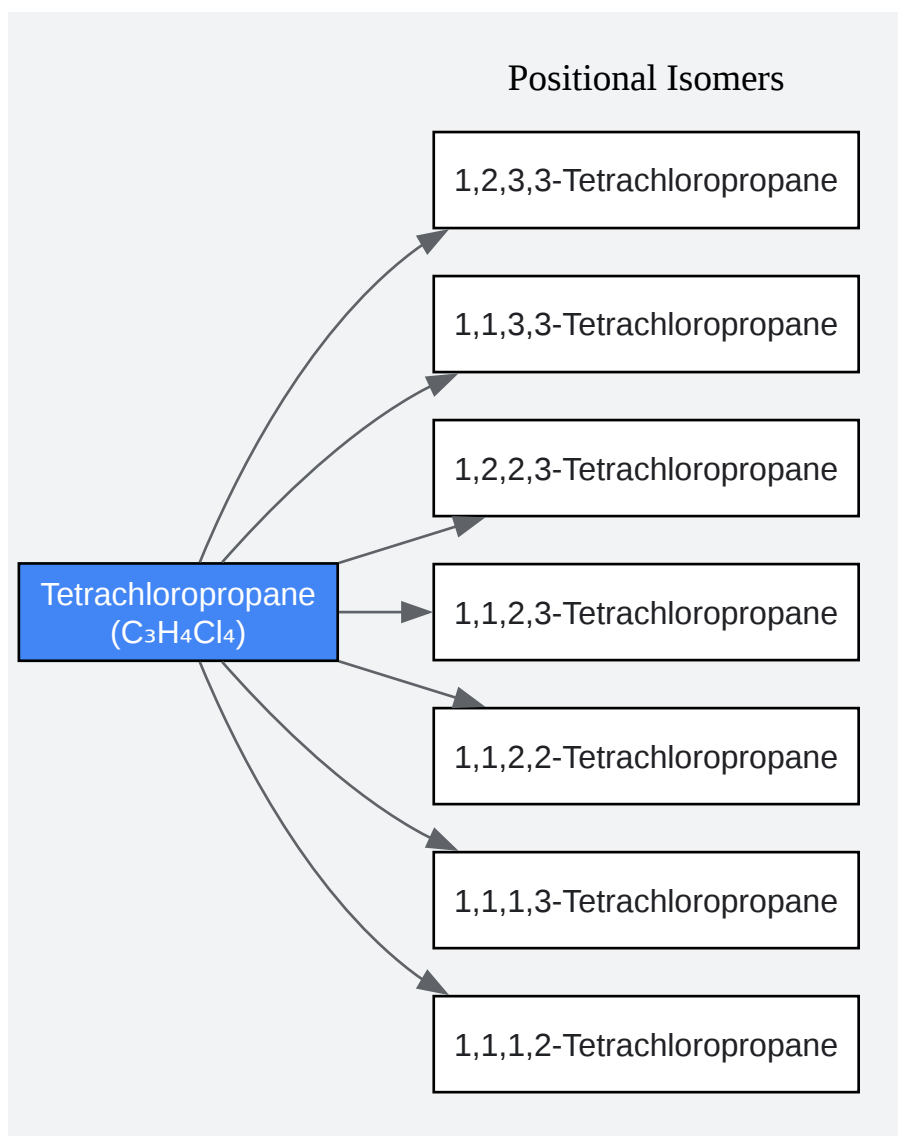 Positional Isomers
1,2,3,3-Tetrachloropropane
1,1,3,3-Tetrachloropropane
1,2,2,3-Tetrachloropropane
Tetrachloropropane
(C₃H₄Cl₄)
1,1,2,3-Tetrachloropropane
1,1,2,2-Tetrachloropropane
1,1,1,3-Tetrachloropropane
1,1,1,2-Tetrachloropropane